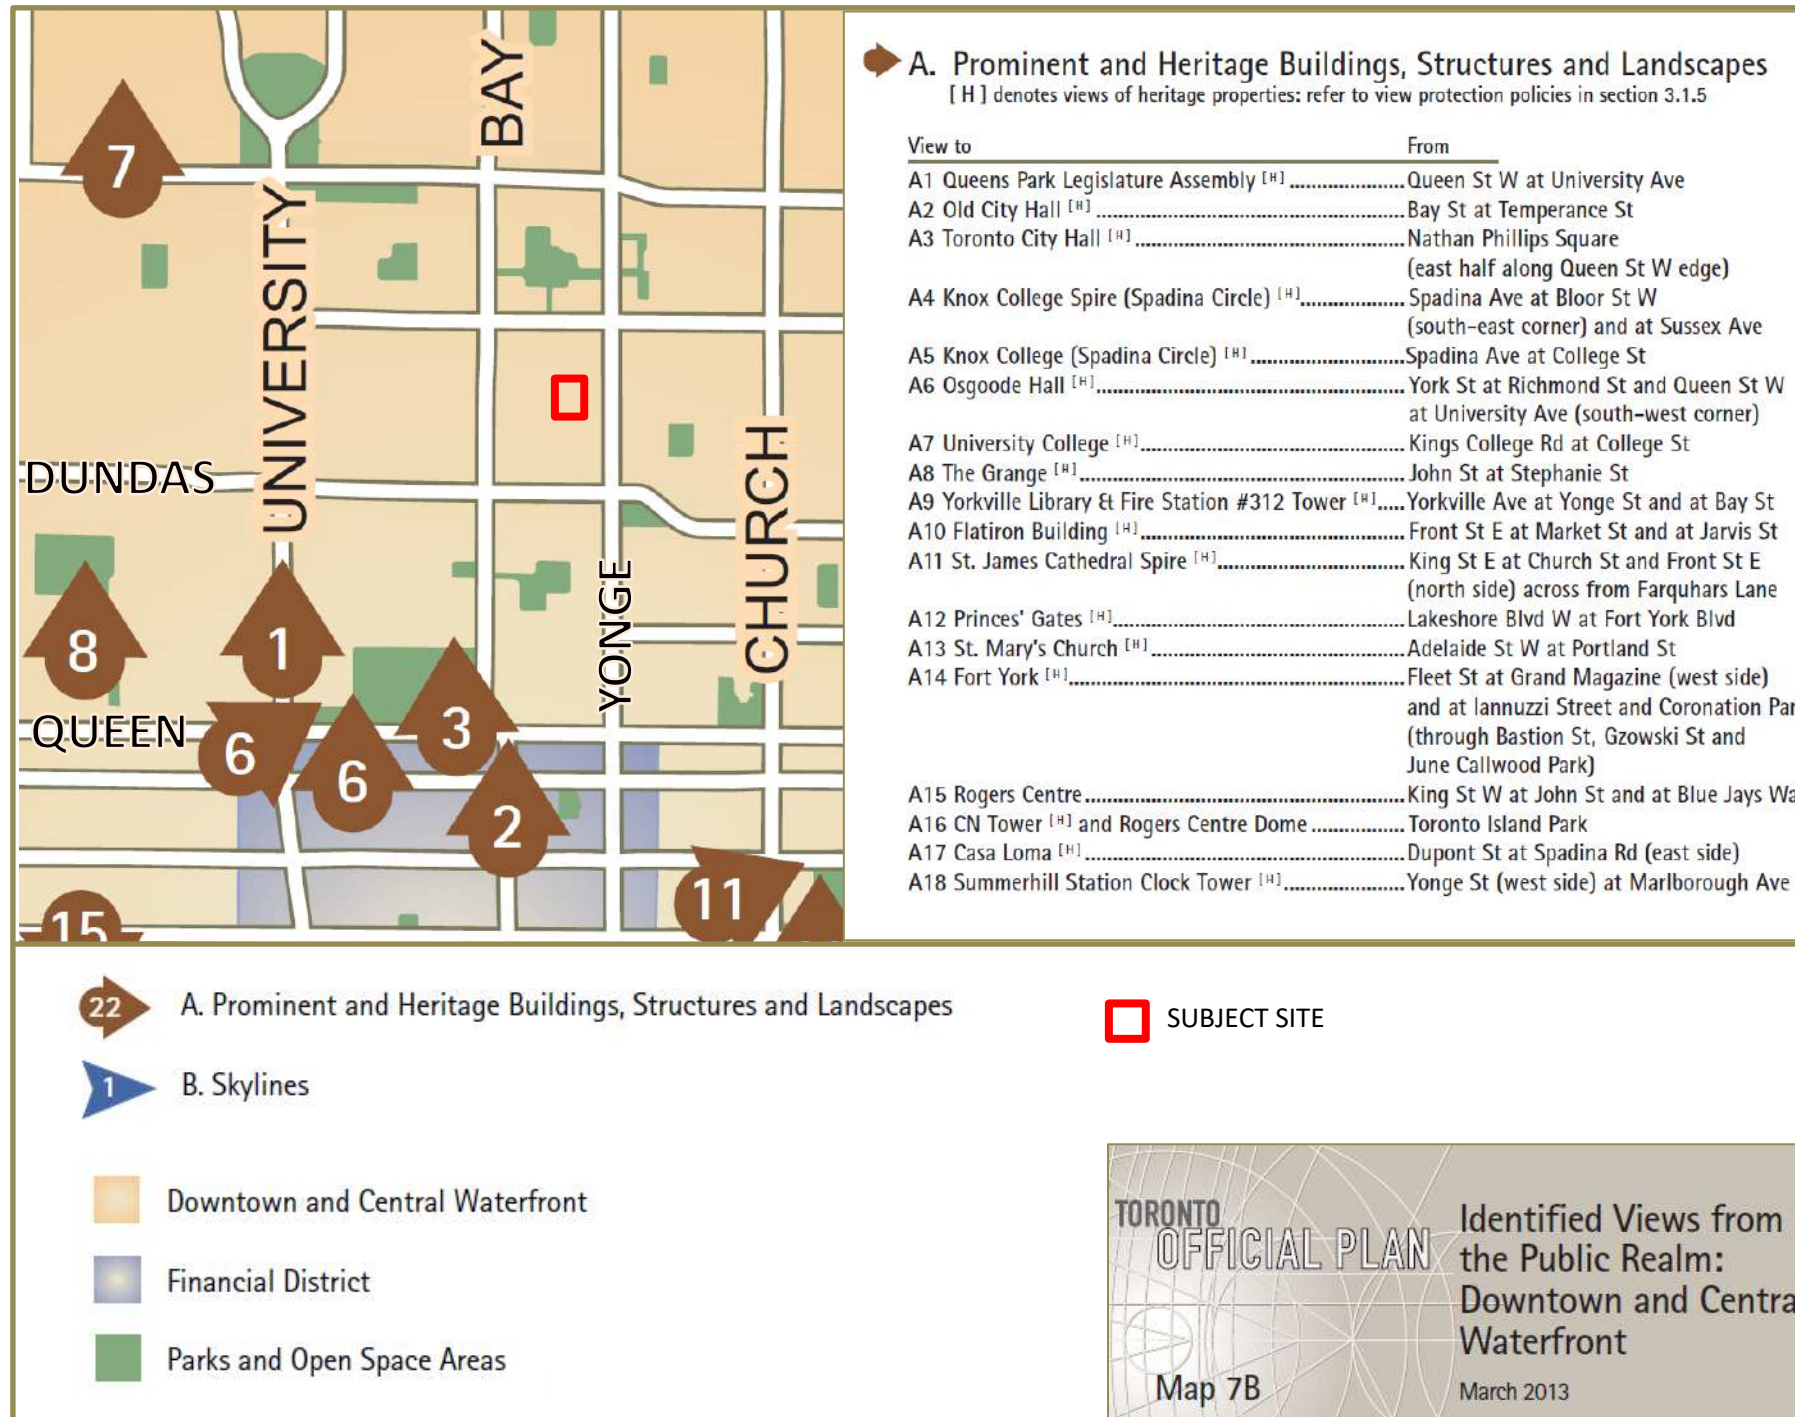 BAY
7
UNIVERSITY
DUNDAS
CHURCH
YONGE
8
1
3
QUEEN
6
6
2
11
15
A. Prominent and Heritage Buildings, Structures and Landscapes
[ H ] denotes views of heritage properties: refer to view protection policies in section 3.1.5
View to From
A1 Queens Park Legislature Assembly [H] ..................... Queen St W at University Ave
A2 Old City Hall [H] ........................................................ Bay St at Temperance St
A3 Toronto City Hall [H] ................................................. Nathan Phillips Square
(east half along Queen St W edge)
A4 Knox College Spire (Spadina Circle) [H] ................... Spadina Ave at Bloor St W
(south-east corner) and at Sussex Ave
A5 Knox College (Spadina Circle) [H] ............................ Spadina Ave at College St
A6 Osgoode Hall [H] ........................................................ York St at Richmond St and Queen St W
at University Ave (south-west corner)
A7 University College [H] ................................................ Kings College Rd at College St
A8 The Grange [H] ........................................................... John St at Stephanie St
A9 Yorkville Library & Fire Station #312 Tower [H] ..... Yorkville Ave at Yonge St and at Bay St
A10 Flatiron Building [H] ................................................ Front St E at Market St and at Jarvis St
A11 St. James Cathedral Spire [H] .................................. King St E at Church St and Front St E
(north side) across from Farquhars Lane
A12 Princes' Gates [H] ..................................................... Lakeshore Blvd W at Fort York Blvd
A13 St. Mary's Church [H] .............................................. Adelaide St W at Portland St
A14 Fort York [H] ............................................................. Fleet St at Grand Magazine (west side)
and at Iannuzzi Street and Coronation Par
(through Bastion St, Gzowski St and
June Callwood Park)
A15 Rogers Centre .......................................................... King St W at John St and at Blue Jays Wa
A16 CN Tower [H] and Rogers Centre Dome ................. Toronto Island Park
A17 Casa Loma [H] .......................................................... Dupont St at Spadina Rd (east side)
A18 Summerhill Station Clock Tower [H] ...................... Yonge St (west side) at Marlborough Ave
22 A. Prominent and Heritage Buildings, Structures and Landscapes
SUBJECT SITE
1 B. Skylines
Downtown and Central Waterfront
Financial District
Parks and Open Space Areas
TORONTO
OFFICIAL PLAN
Map 7B
Identified Views from
the Public Realm:
Downtown and Centra
Waterfront
March 2013